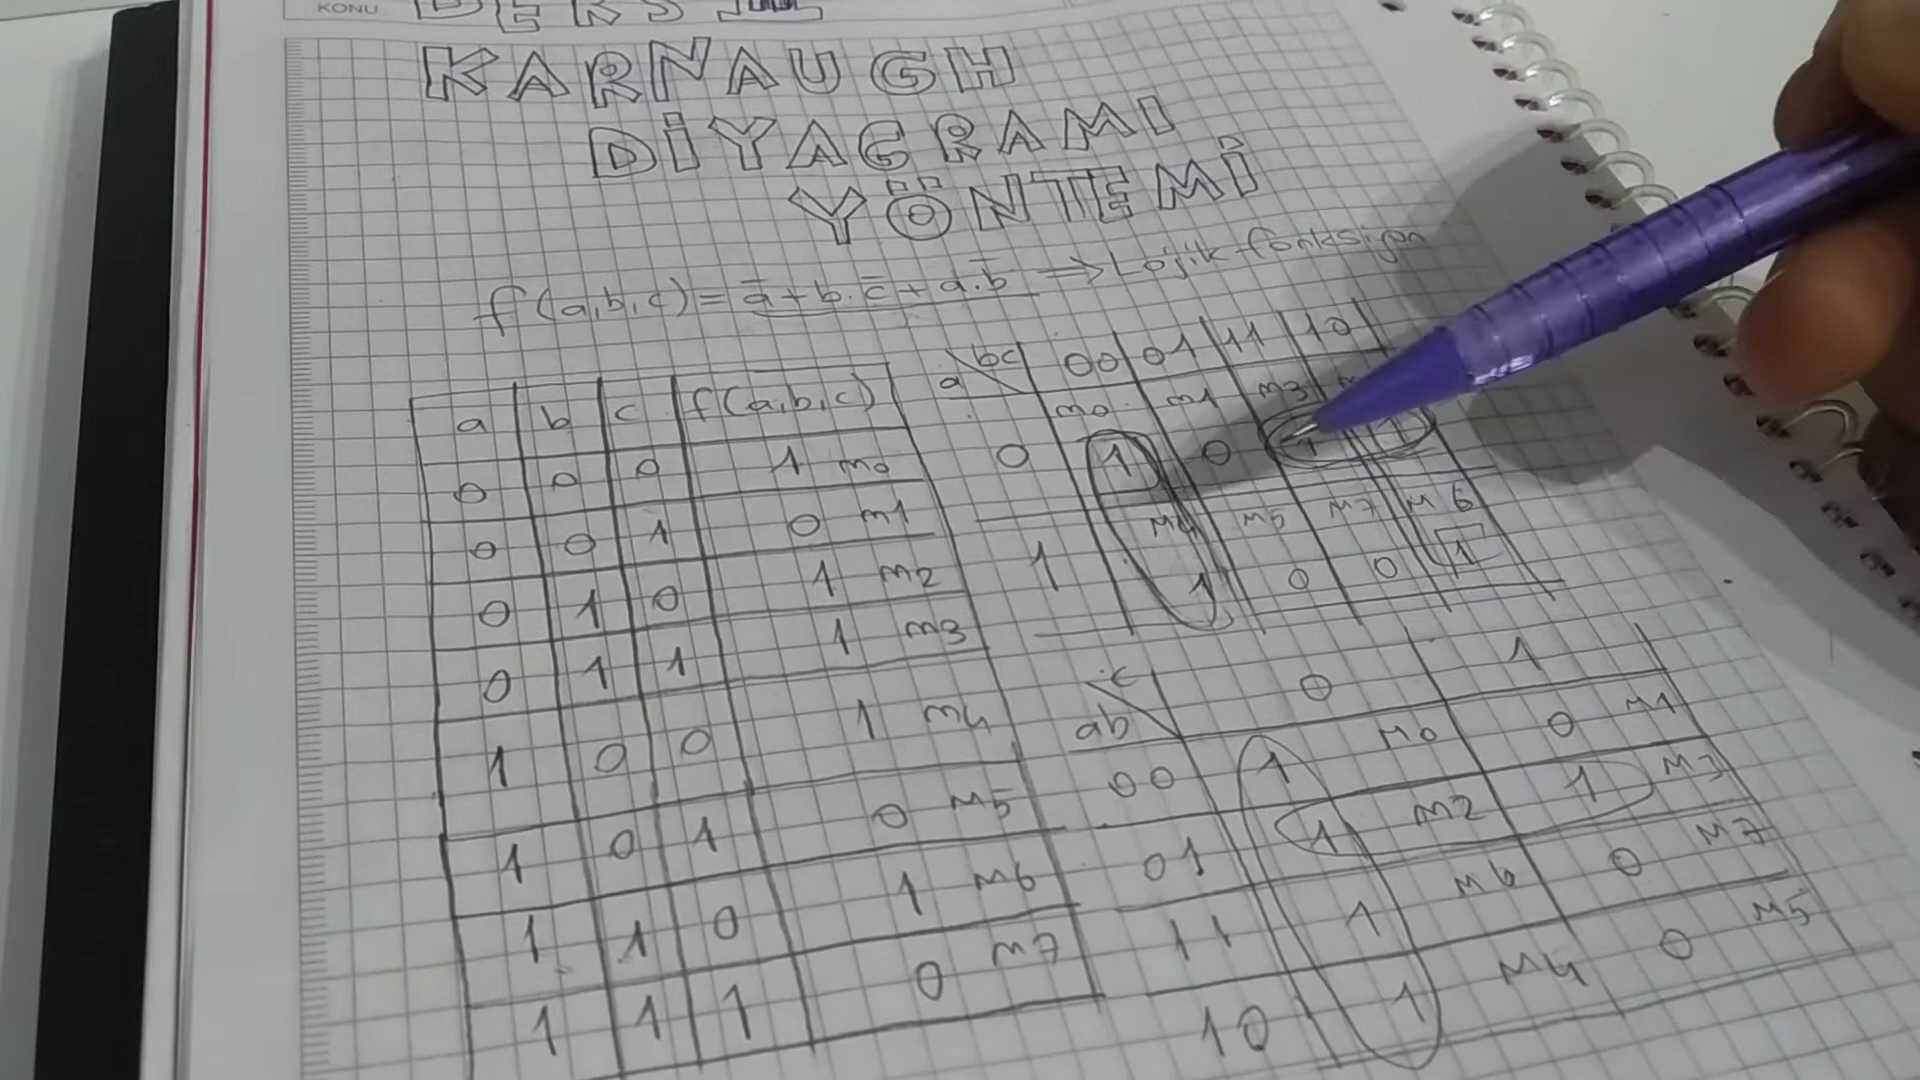 KONU
DERS II
KARNAUGH
DİYAGRAMI
YÖNTEMİ
f(a,b,c) = a̅+b.c̅+a.b̅ => Lojik fonksiyon
a b c f(a,b,c)
0 0 0 1 m0
0 0 1 0 m1
0 1 0 1 m2
0 1 1 1 m3
1 0 0 1 m4
1 0 1 0 m5
1 1 0 1 m6
1 1 1 0 m7
a bc 00 01 11 10
m0 m1 m3
0 1 0 1 1
m4 m5 m7 m6
1 1 0 0 1
ab c 0 1
00 1 m0 0 m1
01 1 m2 1 m3
11 1 m6 0 m7
10 1 m4 0 m5